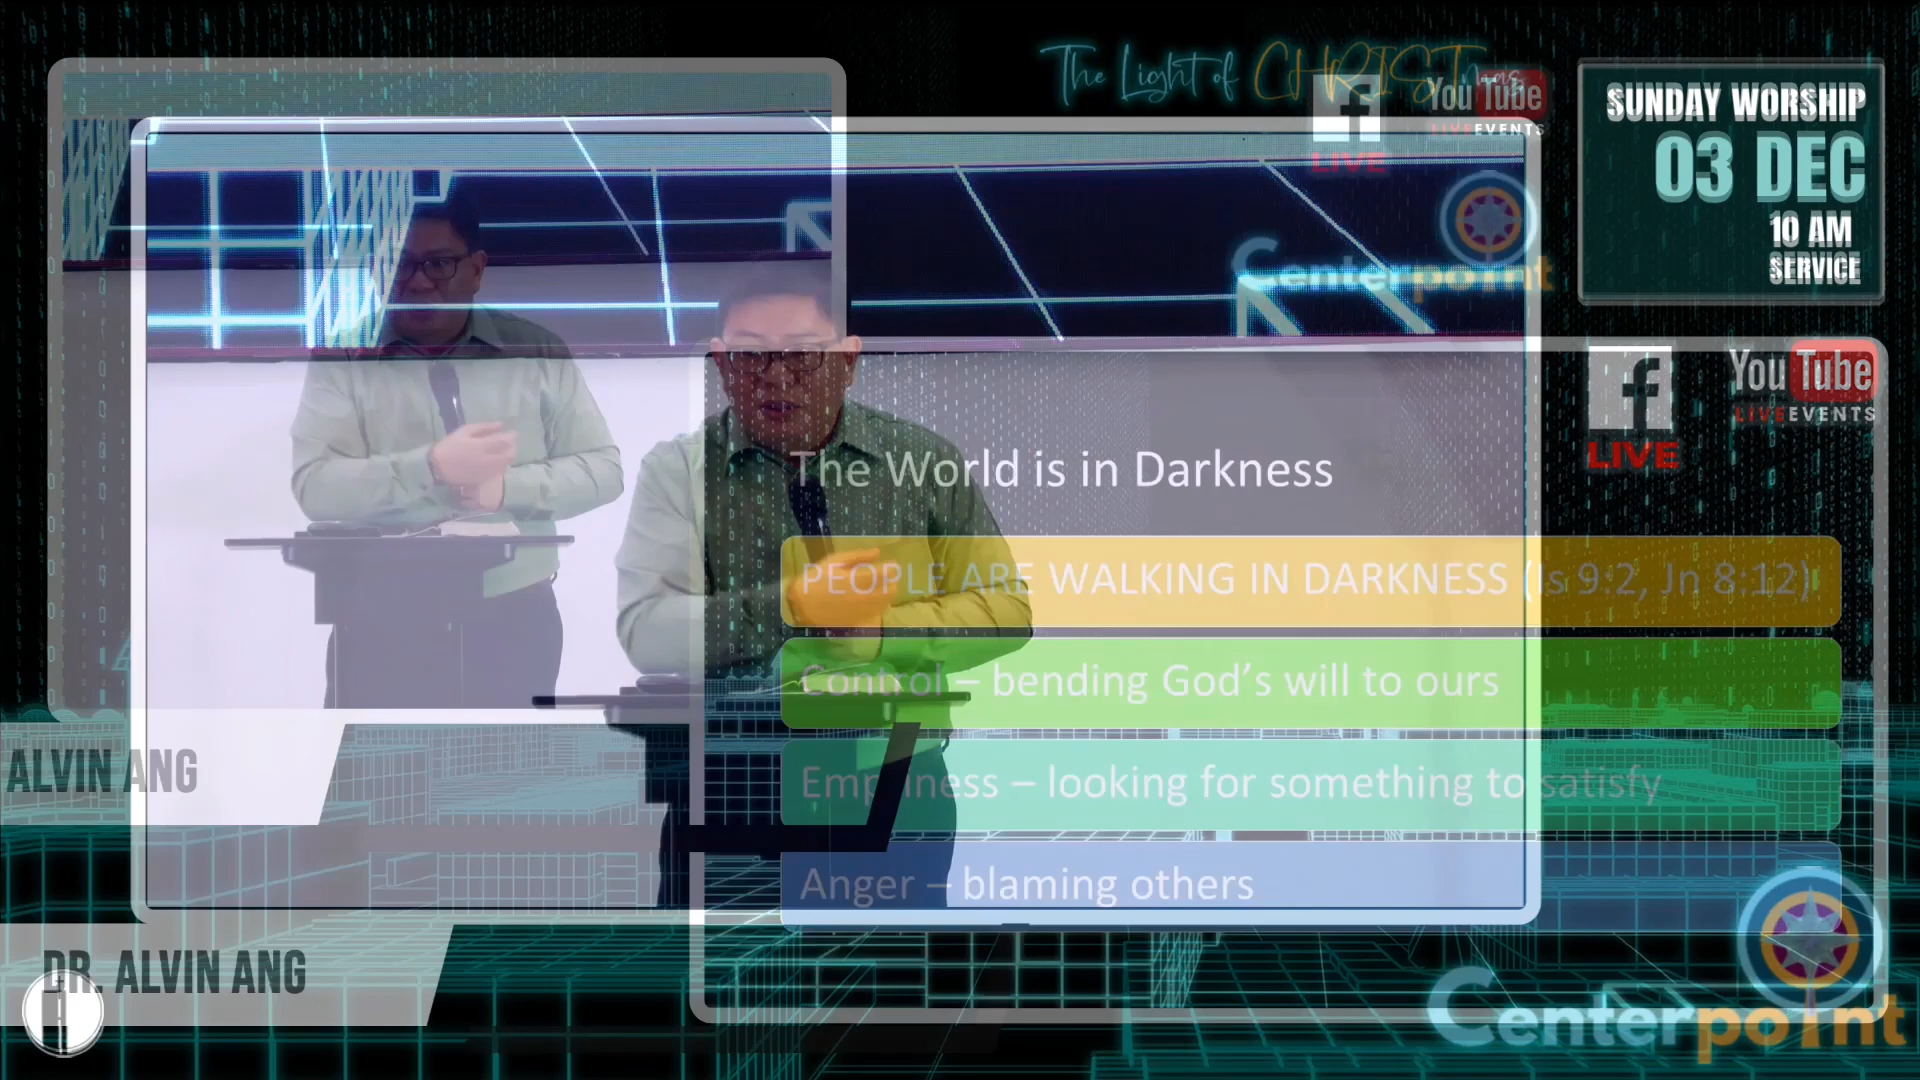 The Light of CHRISTmas
LIVE
You Tube
LIVE EVENTS
SUNDAY WORSHIP
03 DEC
10 AM
SERVICE
Centerpoint
LIVE
You Tube
LIVE EVENTS
The World is in Darkness
PEOPLE ARE WALKING IN DARKNESS (Is 9:2, Jn 8:12)
Control – bending God's will to ours
Emptiness – looking for something to satisfy
Anger – blaming others
ALVIN ANG
DR. ALVIN ANG
Centerpoint